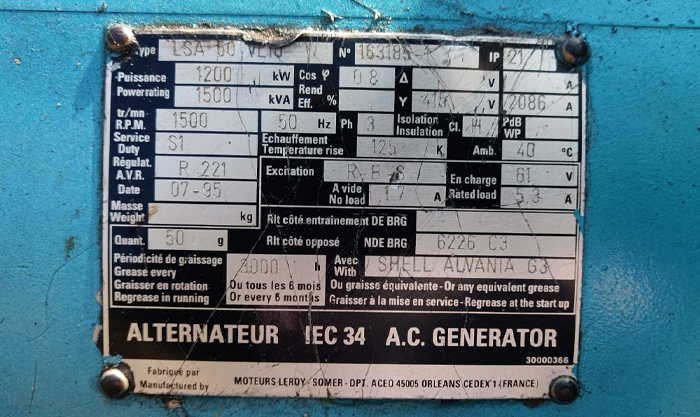 Type LSA 50 VL10 N° 163185 IP 21
Puissance 1200 kW Cos φ 0.8 Δ V A
Powerrating 1500 kVA Rend Eff. % Y 415 V 2086 A
tr/mn R.P.M. 1500 50 Hz Ph 3 Isolation Insulation Cl. H PdB WP
Service Duty S1 Echauffement Temperature rise 125 K Amb. 40 °C
Régulat. A.V.R. R 221 Excitation En charge 61 V
Date 07-95 A vide No load A Rated load 5.3 A
Masse Weight kg Rlt côté entraînement DE BRG
Quant. 50 g Rlt côté opposé NDE BRG 6226 C3
Périodicité de graissage Grease every 3000 h Avec With SHELL ALVANIA G3
Graisser en rotation Ou tous les 6 mois Ou graisse équivalente - Or any equivalent grease
Regrease in running Or every 6 months Graisser à la mise en service - Regrease at the start up
ALTERNATEUR IEC 34 A.C. GENERATOR
30000366
Fabriqué par
Manufactured by MOTEURS LEROY-SOMER-DPT. ACEO 45005 ORLEANS CEDEX 1 (FRANCE)